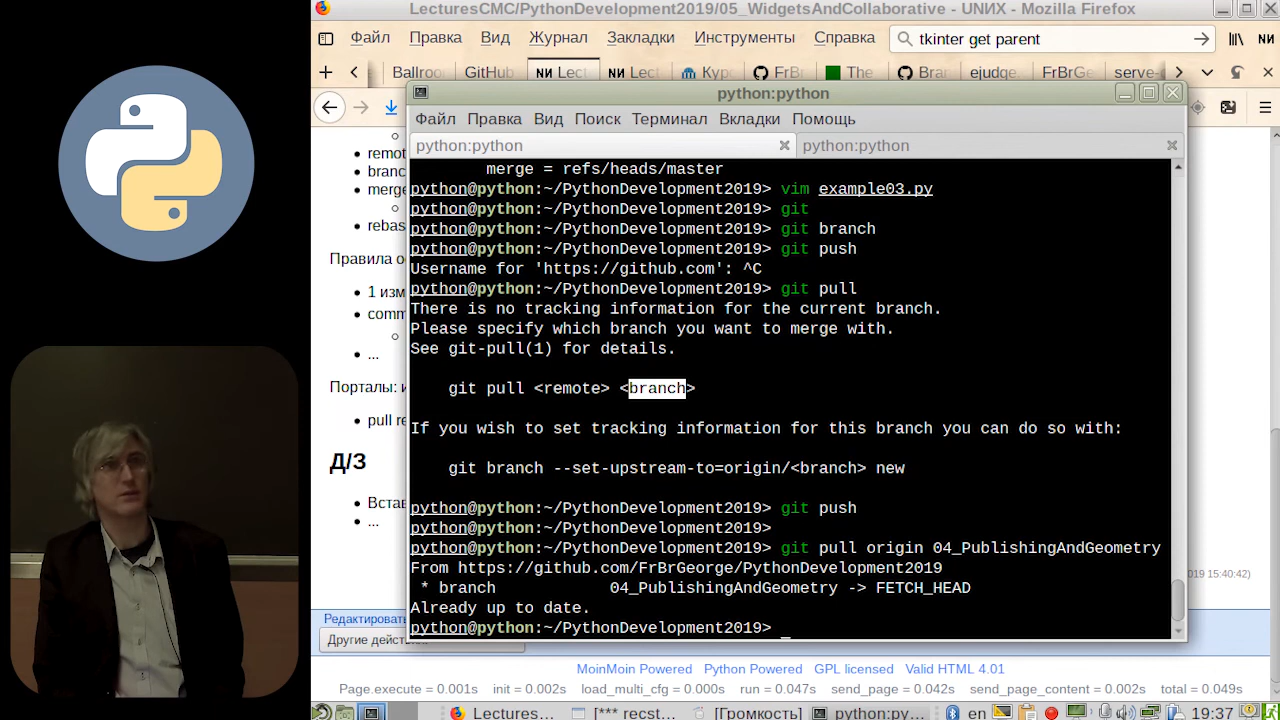 LecturesCMC/PythonDevelopment2019/05_WidgetsAndCollaborative - UNИX - Mozilla Firefox
Файл Правка Вид Журнал Закладки Инструменты Справка tkinter get parent
Ballroo GitHub Lect Lect Курс FrBr The Bran ejudge FrBrGe serve-
python:python
Файл Правка Вид Поиск Терминал Вкладки Помощь
python:python python:python
merge = refs/heads/master
python@python:~/PythonDevelopment2019> vim example03.py
python@python:~/PythonDevelopment2019> git
python@python:~/PythonDevelopment2019> git branch
python@python:~/PythonDevelopment2019> git push
Username for 'https://github.com': ^C
python@python:~/PythonDevelopment2019> git pull
There is no tracking information for the current branch.
Please specify which branch you want to merge with.
See git-pull(1) for details.
git pull <remote> <branch>
If you wish to set tracking information for this branch you can do so with:
git branch --set-upstream-to=origin/<branch> new
python@python:~/PythonDevelopment2019> git push
python@python:~/PythonDevelopment2019>
python@python:~/PythonDevelopment2019> git pull origin 04_PublishingAndGeometry
From https://github.com/FrBrGeorge/PythonDevelopment2019
* branch 04_PublishingAndGeometry -> FETCH_HEAD
Already up to date.
python@python:~/PythonDevelopment2019>
remot
branc
merge
rebas
Правила о
1 изм
comm
...
Порталы: и
pull re
Д/З
Встав
...
2019 15:40:42)
Редактировать
Другие действ
MoinMoin Powered Python Powered GPL licensed Valid HTML 4.01
Page.execute = 0.001s init = 0.002s load_multi_cfg = 0.000s run = 0.047s send_page = 0.042s send_page_content = 0.002s total = 0.049s
Lectures... [*** recst... [Громкость] python:py... en 19:37